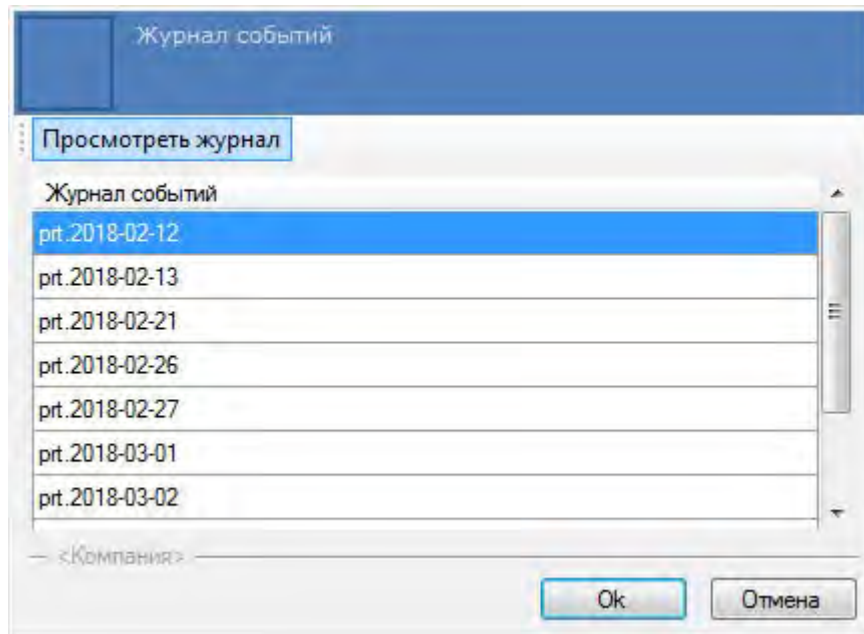 Журнал событий
Просмотреть журнал
Журнал событий
prt.2018-02-12
prt.2018-02-13
prt.2018-02-21
prt.2018-02-26
prt.2018-02-27
prt.2018-03-01
prt.2018-03-02
<Компания>
Ok Отмена